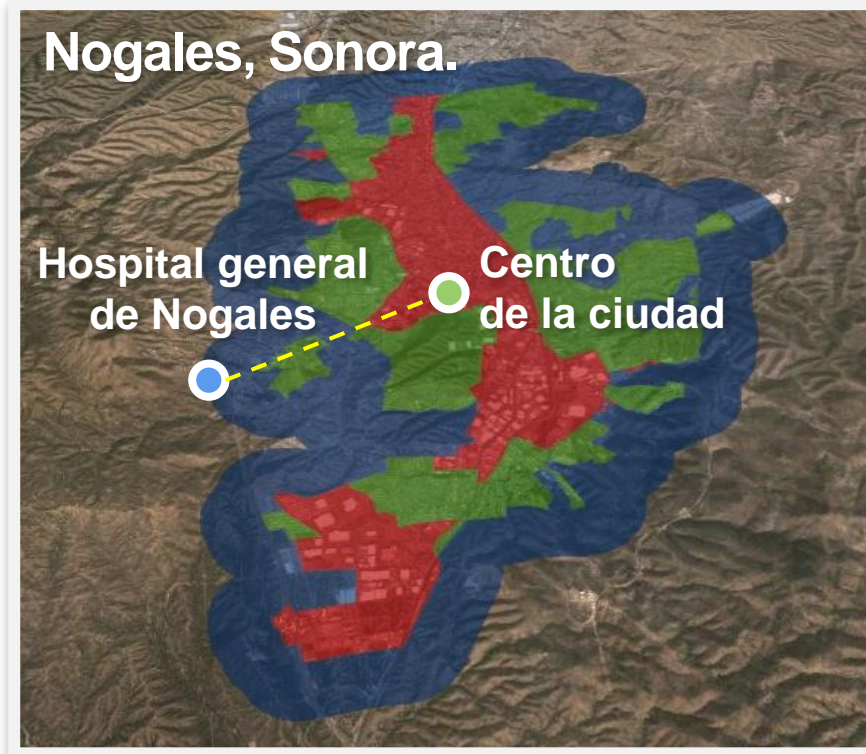 Nogales, Sonora.
Hospital general
de Nogales
Centro
de la ciudad